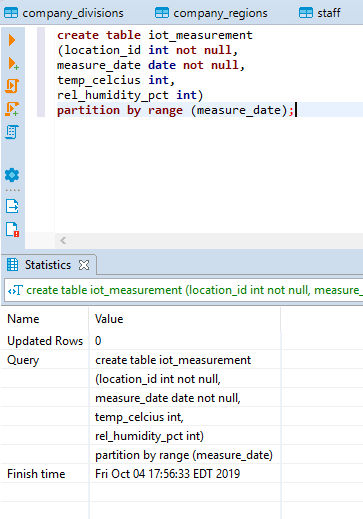 company_divisions company_regions staff
create table iot_measurement
(location_id int not null,
measure_date date not null,
temp_celcius int,
rel_humidity_pct int)
partition by range (measure_date);
Statistics
T create table iot_measurement (location_id int not null, measure_
Name Value
Updated Rows 0
Query create table iot_measurement
(location_id int not null,
measure_date date not null,
temp_celcius int,
rel_humidity_pct int)
partition by range (measure_date)
Finish time Fri Oct 04 17:56:33 EDT 2019